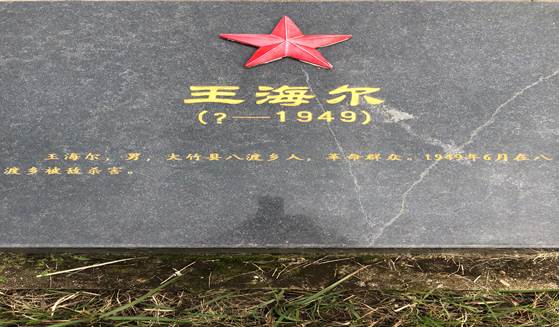 王海尔
(?—1949)
王海尔，男，大竹县八渡乡人，革命群众。1949年6月在八
渡乡被敌杀害。